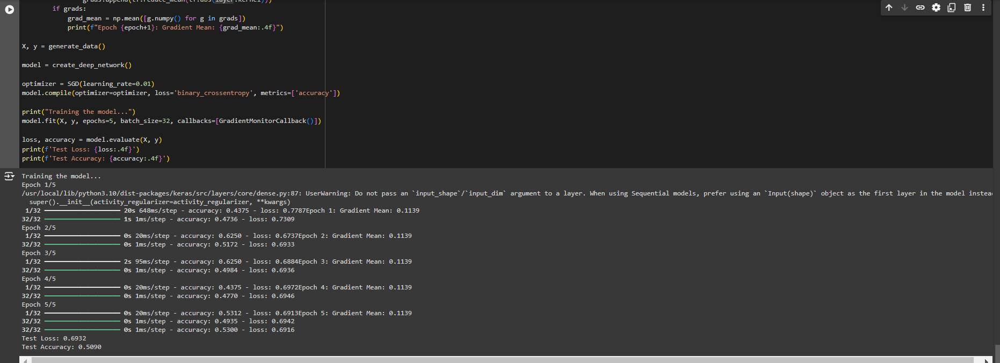 grads.append(tf.reduce_mean(tf.abs(layer.kernel)))
if grads:
grad_mean = np.mean([g.numpy() for g in grads])
print(f"Epoch {epoch+1}: Gradient Mean: {grad_mean:.4f}")
X, y = generate_data()
model = create_deep_network()
optimizer = SGD(learning_rate=0.01)
model.compile(optimizer=optimizer, loss='binary_crossentropy', metrics=['accuracy'])
print("Training the model...")
model.fit(X, y, epochs=5, batch_size=32, callbacks=[GradientMonitorCallback()])
loss, accuracy = model.evaluate(X, y)
print(f'Test Loss: {loss:.4f}')
print(f'Test Accuracy: {accuracy:.4f}')
Training the model...
Epoch 1/5
/usr/local/lib/python3.10/dist-packages/keras/src/layers/core/dense.py:87: UserWarning: Do not pass an `input_shape`/`input_dim` argument to a layer. When using Sequential models, prefer using an `Input(shape)` object as the first layer in the model instea
super().__init__(activity_regularizer=activity_regularizer, **kwargs)
1/32 20s 648ms/step - accuracy: 0.4375 - loss: 0.7787Epoch 1: Gradient Mean: 0.1139
32/32 1s 1ms/step - accuracy: 0.4736 - loss: 0.7309
Epoch 2/5
1/32 0s 20ms/step - accuracy: 0.6250 - loss: 0.6737Epoch 2: Gradient Mean: 0.1139
32/32 0s 1ms/step - accuracy: 0.5172 - loss: 0.6933
Epoch 3/5
1/32 2s 95ms/step - accuracy: 0.6250 - loss: 0.6884Epoch 3: Gradient Mean: 0.1139
32/32 0s 1ms/step - accuracy: 0.4984 - loss: 0.6936
Epoch 4/5
1/32 0s 20ms/step - accuracy: 0.4375 - loss: 0.6972Epoch 4: Gradient Mean: 0.1139
32/32 0s 1ms/step - accuracy: 0.4770 - loss: 0.6946
Epoch 5/5
1/32 0s 20ms/step - accuracy: 0.5312 - loss: 0.6913Epoch 5: Gradient Mean: 0.1139
32/32 0s 1ms/step - accuracy: 0.4935 - loss: 0.6942
32/32 0s 1ms/step - accuracy: 0.5300 - loss: 0.6916
Test Loss: 0.6932
Test Accuracy: 0.5090